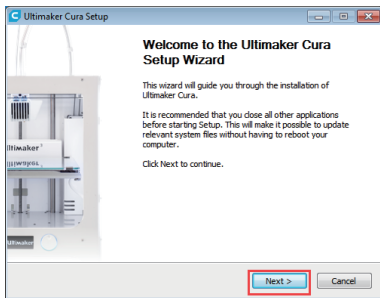 Ultimaker Cura Setup
Welcome to the Ultimaker Cura
Setup Wizard
This wizard will guide you through the installation of
Ultimaker Cura.
It is recommended that you close all other applications
before starting Setup. This will make it possible to update
relevant system files without having to reboot your
computer.
Click Next to continue.
Ultimaker
Ultimaker
Next >
Cancel